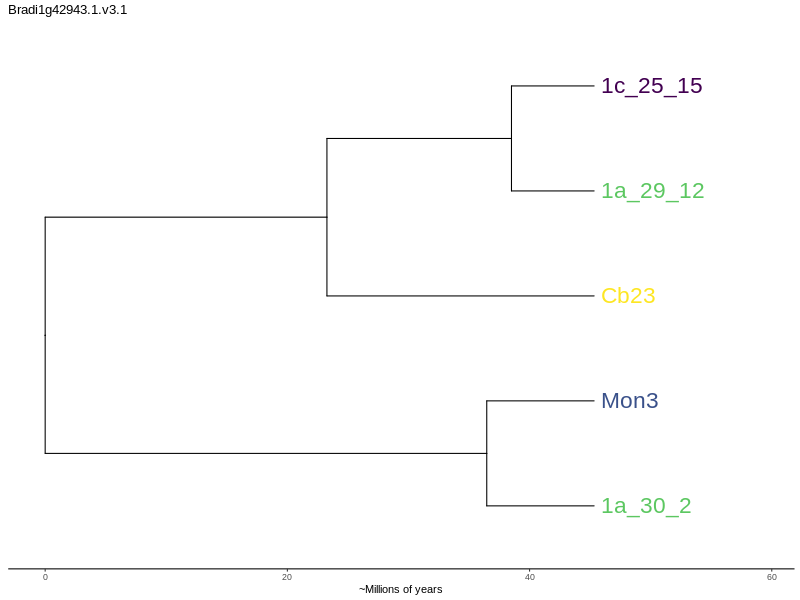 Bradi1g42943.1.v3.1
1c_25_15
1a_29_12
Cb23
Mon3
1a_30_2
0 20 40 60
~Millions of years